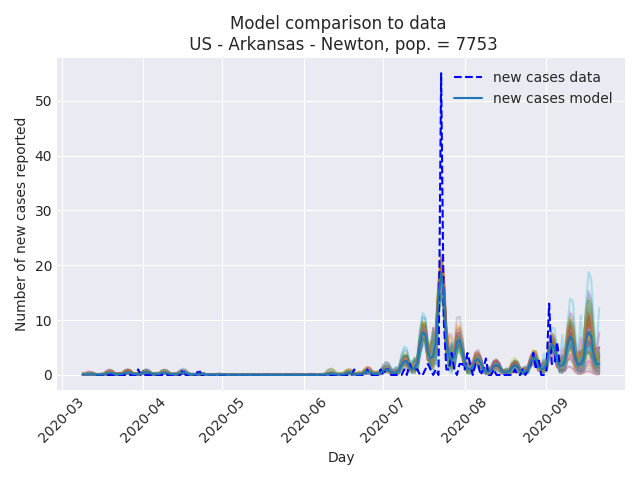 Model comparison to data
US - Arkansas - Newton, pop. = 7753
new cases data
new cases model
Number of new cases reported
50
40
30
20
10
0
2020-03
2020-04
2020-05
2020-06
2020-07
2020-08
2020-09
Day